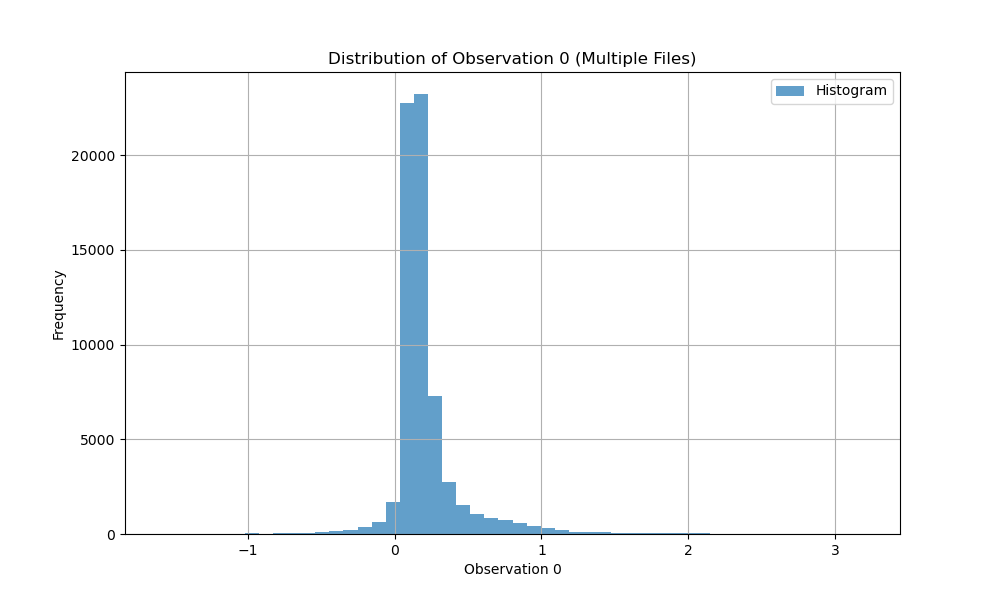 Distribution of Observation 0 (Multiple Files)
Histogram
20000
15000
10000
5000
0
Frequency
−1
0
1
2
3
Observation 0